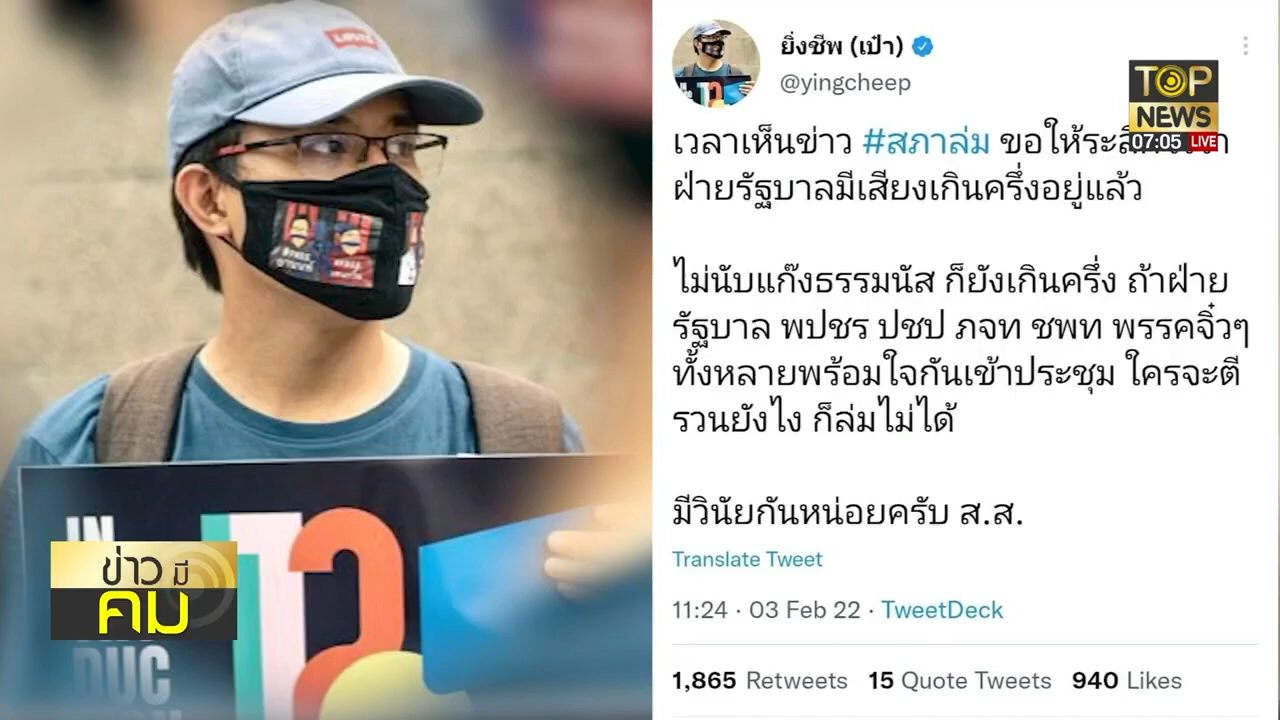 LEVI'S
IN
DUC
ข่าวมี
คม
ยิ่งชีพ (เป๋า)
@yingcheep
TOP
NEWS
07:05 LIVE
เวลาเห็นข่าว #สภาล่ม ขอให้
ฝ่ายรัฐบาลมีเสียงเกินครึ่งอยู่แล้ว
ไม่นับแก๊งธรรมนัส ก็ยังเกินครึ่ง ถ้าฝ่าย
รัฐบาล พปชร ปชป ภจท ชพท พรรคจิ๋วๆ
ทั้งหลายพร้อมใจกันเข้าประชุม ใครจะตี
รวนยังไง ก็ล่มไม่ได้
มีวินัยกันหน่อยครับ ส.ส.
Translate Tweet
11:24 · 03 Feb 22 · TweetDeck
1,865 Retweets 15 Quote Tweets 940 Likes